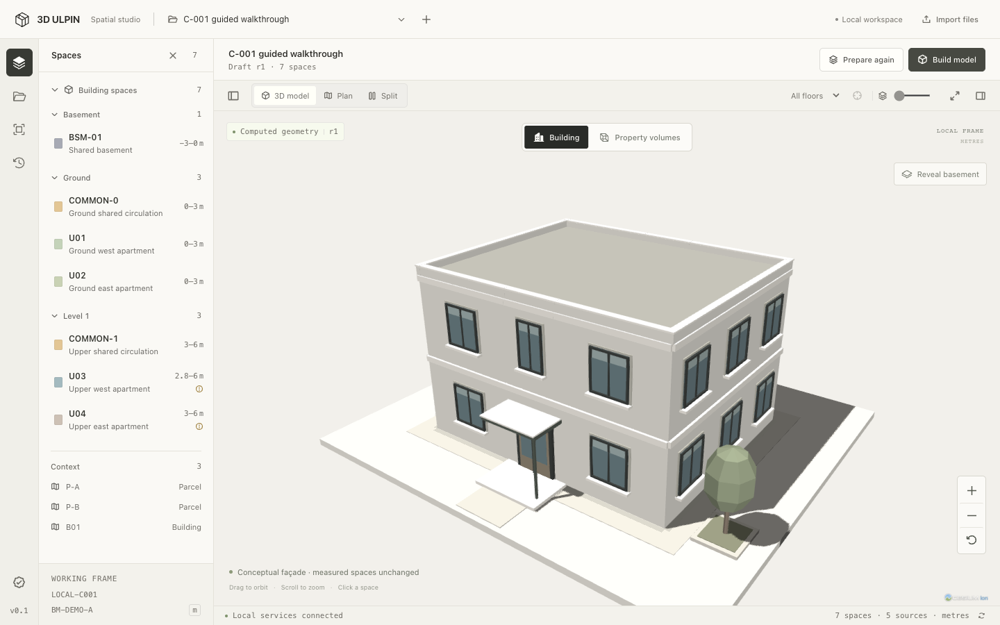 3D ULPIN
Spatial studio
C-001 guided walkthrough
Local workspace
Import files
Spaces
7
C-001 guided walkthrough
Draft r1 · 7 spaces
Prepare again
Build model
Building spaces
7
3D model
Plan
Split
All floors
Basement
1
BSM-01
Shared basement
−3–0 m
Computed geometry
r1
Building
Property volumes
LOCAL FRAME
METRES
Reveal basement
Ground
3
COMMON-0
Ground shared circulation
0–3 m
U01
Ground west apartment
0–3 m
U02
Ground east apartment
0–3 m
Level 1
3
COMMON-1
Upper shared circulation
3–6 m
U03
Upper west apartment
2.8–6 m
U04
Upper east apartment
3–6 m
Context
3
P-A
Parcel
P-B
Parcel
B01
Building
Conceptual façade · measured spaces unchanged
Drag to orbit · Scroll to zoom · Click a space
WORKING FRAME
LOCAL-C001
BM-DEMO-A
m
v0.1
Local services connected
7 spaces · 5 sources · metres